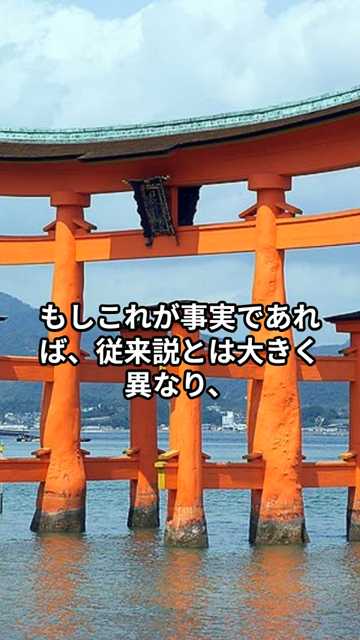 もしこれが事実であれ
ば、従来説とは大きく
異なり、